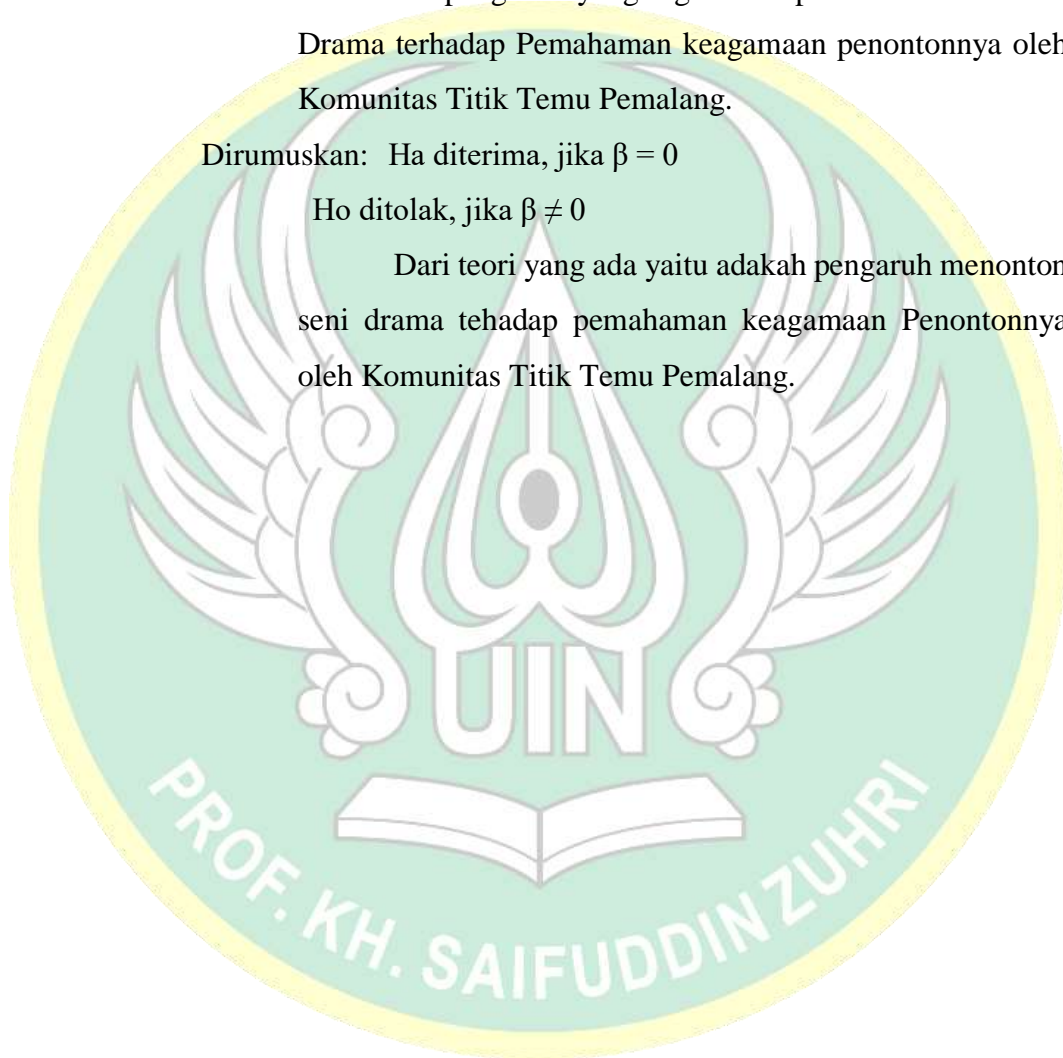 Drama terhadap Pemahaman keagamaan penontonnya oleh
Komunitas Titik Temu Pemalang.
Dirumuskan: Ha diterima, jika β = 0
Ho ditolak, jika β ≠ 0
Dari teori yang ada yaitu adakah pengaruh menonton
seni drama tehadap pemahaman keagamaan Penontonnya
oleh Komunitas Titik Temu Pemalang.
UIN
PROF. KH. SAIFUDDIN ZUHRI